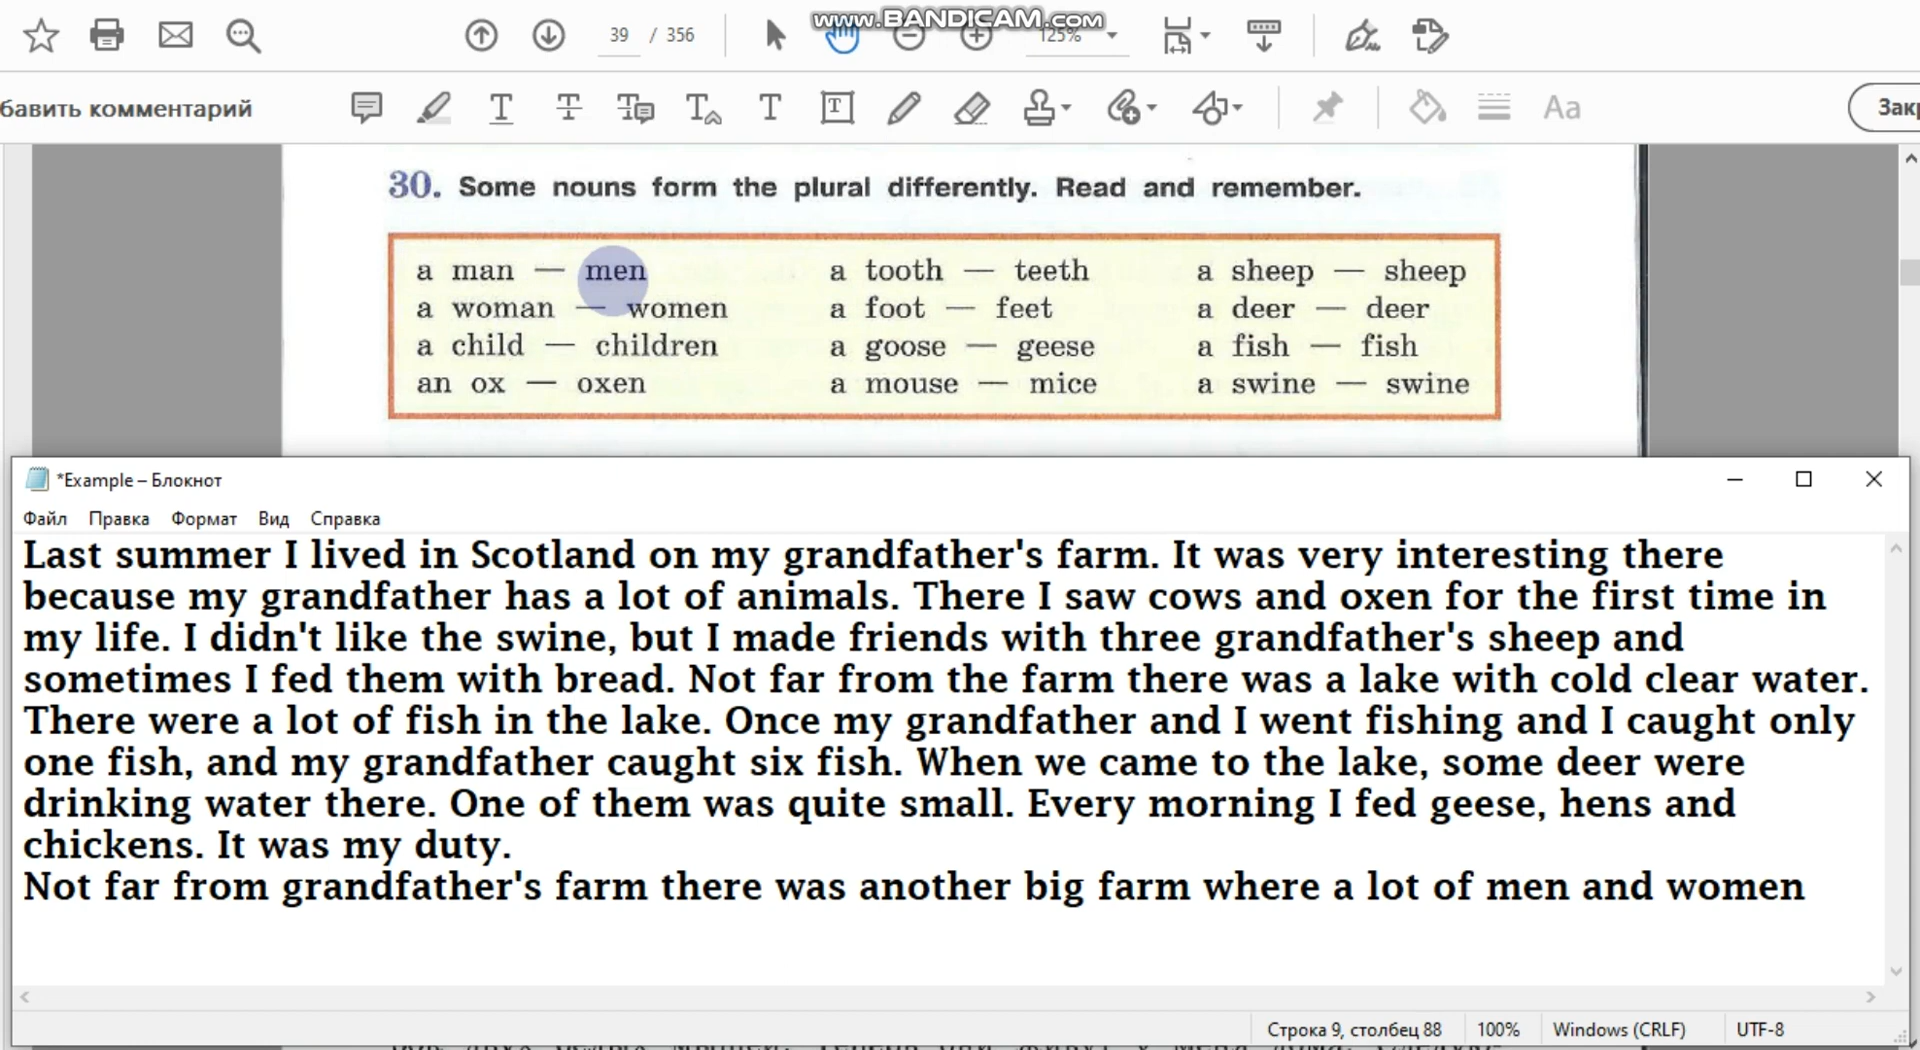 www.BANDICAM.com
39 / 356
125%
бавить комментарий
Aa
30. Some nouns form the plural differently. Read and remember.
a man — men a tooth — teeth a sheep — sheep
a woman — women a foot — feet a deer — deer
a child — children a goose — geese a fish — fish
an ox — oxen a mouse — mice a swine — swine
*Example – Блокнот
Файл Правка Формат Вид Справка
Last summer I lived in Scotland on my grandfather's farm. It was very interesting there
because my grandfather has a lot of animals. There I saw cows and oxen for the first time in
my life. I didn't like the swine, but I made friends with three grandfather's sheep and
sometimes I fed them with bread. Not far from the farm there was a lake with cold clear water.
There were a lot of fish in the lake. Once my grandfather and I went fishing and I caught only
one fish, and my grandfather caught six fish. When we came to the lake, some deer were
drinking water there. One of them was quite small. Every morning I fed geese, hens and
chickens. It was my duty.
Not far from grandfather's farm there was another big farm where a lot of men and women
Строка 9, столбец 88 100% Windows (CRLF) UTF-8